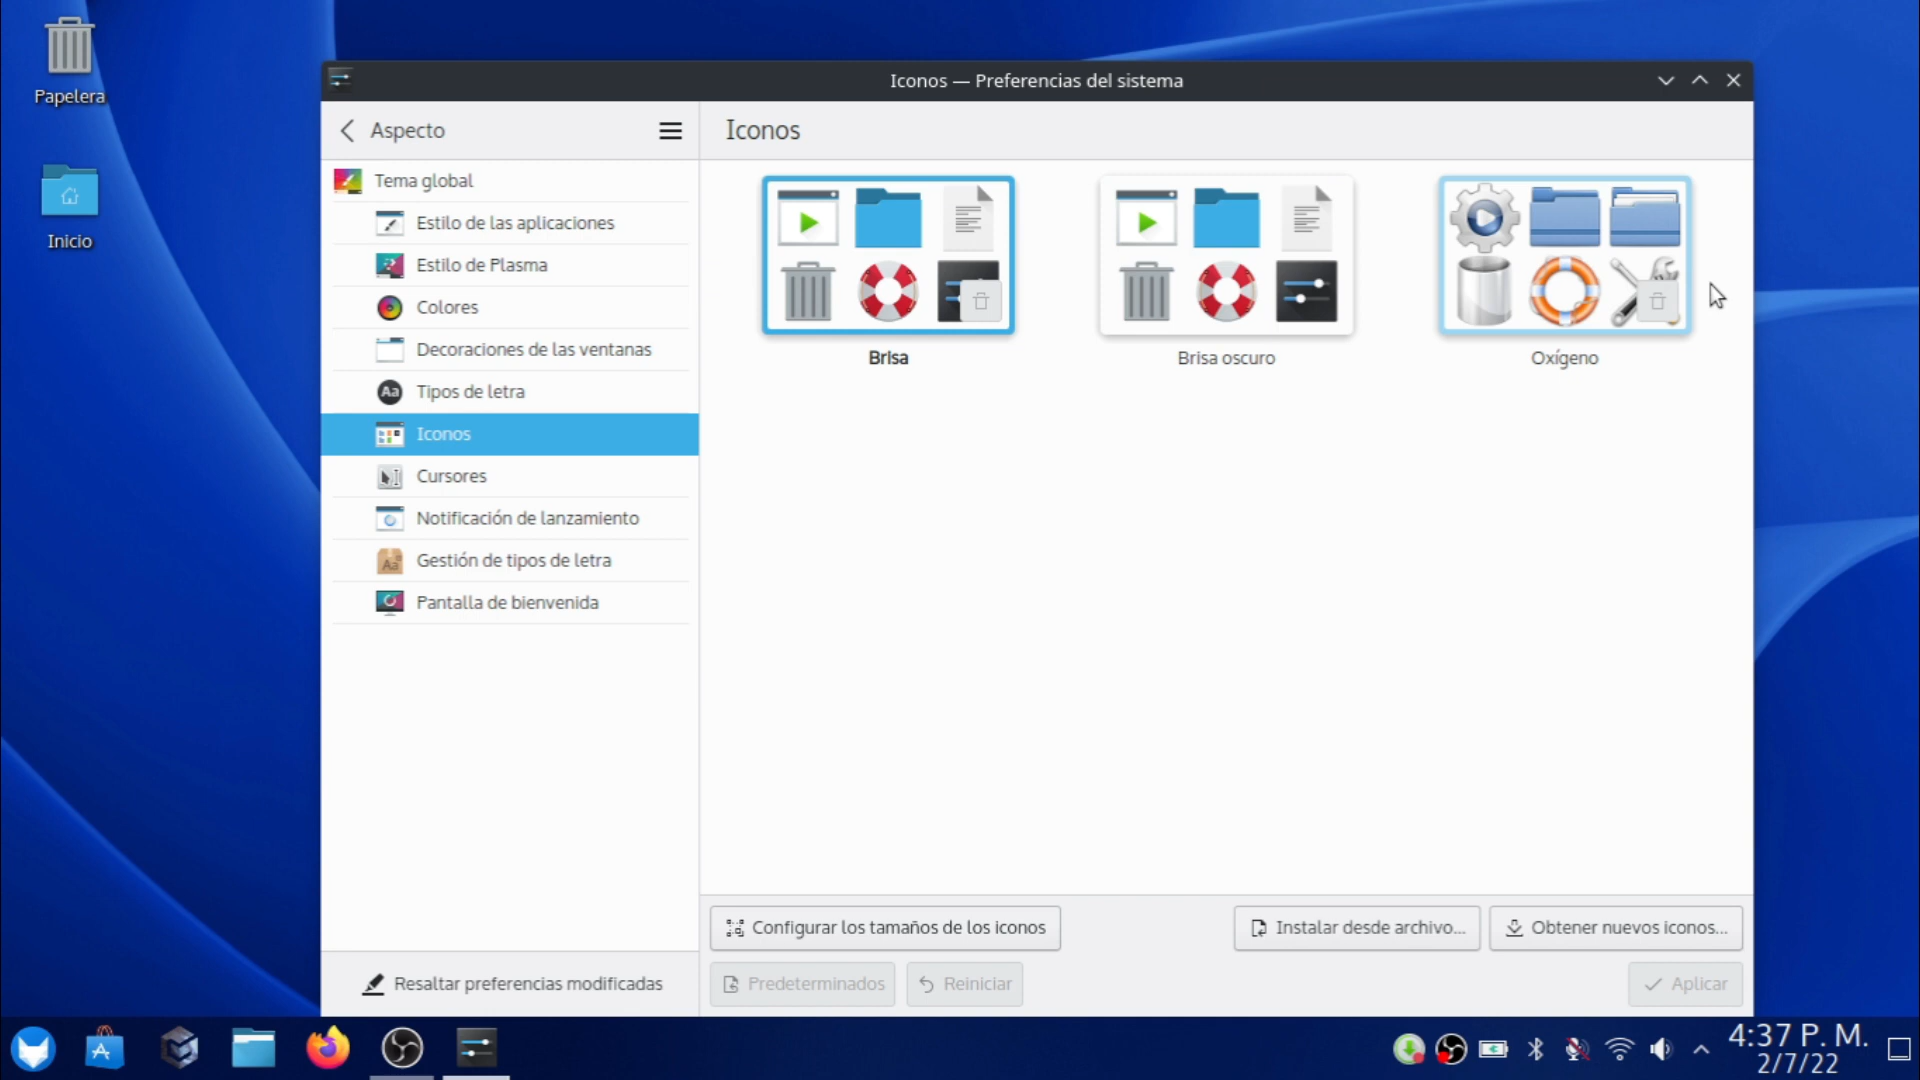 Papelera
Inicio
Iconos — Preferencias del sistema
Aspecto
Iconos
Tema global
Estilo de las aplicaciones
Estilo de Plasma
Colores
Decoraciones de las ventanas
Aa
Tipos de letra
Iconos
Cursores
Notificación de lanzamiento
Aa
Gestión de tipos de letra
Pantalla de bienvenida
Brisa
Brisa oscuro
Oxígeno
Configurar los tamaños de los iconos
Instalar desde archivo...
Obtener nuevos iconos...
Resaltar preferencias modificadas
Predeterminados
Reiniciar
Aplicar
4:37 P. M.
2/7/22